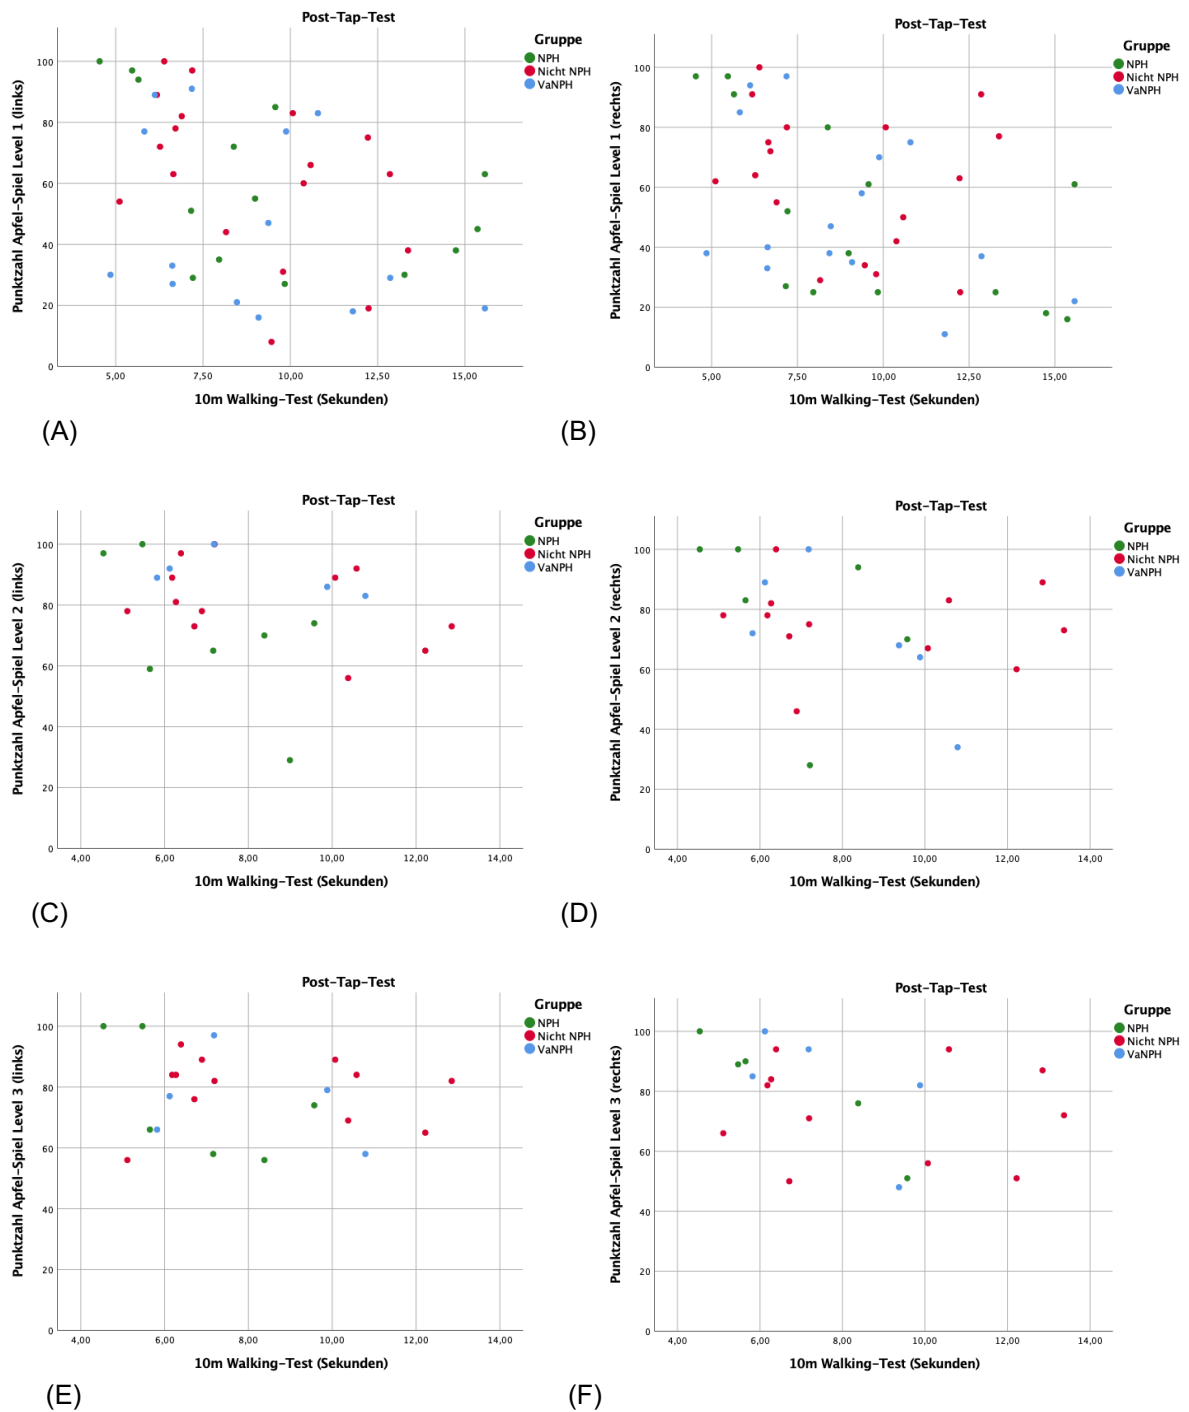 Post-Tap-Test
Gruppe
NPH
Nicht NPH
VaNPH
Punktzahl Apfel-Spiel Level 1 (links)
100
80
60
40
20
0
5,00 7,50 10,00 12,50 15,00
10m Walking-Test (Sekunden)
(A)
Post-Tap-Test
Gruppe
NPH
Nicht NPH
VaNPH
Punktzahl Apfel-Spiel Level 1 (rechts)
100
80
60
40
20
0
5,00 7,50 10,00 12,50 15,00
10m Walking-Test (Sekunden)
(B)
Post-Tap-Test
Gruppe
NPH
Nicht NPH
VaNPH
Punktzahl Apfel-Spiel Level 2 (links)
100
80
60
40
20
0
4,00 6,00 8,00 10,00 12,00 14,00
10m Walking-Test (Sekunden)
(C)
Post-Tap-Test
Gruppe
NPH
Nicht NPH
VaNPH
Punktzahl Apfel-Spiel Level 2 (rechts)
100
80
60
40
20
0
4,00 6,00 8,00 10,00 12,00 14,00
10m Walking-Test (Sekunden)
(D)
Post-Tap-Test
Gruppe
NPH
Nicht NPH
VaNPH
Punktzahl Apfel-Spiel Level 3 (links)
100
80
60
40
20
0
4,00 6,00 8,00 10,00 12,00 14,00
10m Walking-Test (Sekunden)
(E)
Post-Tap-Test
Gruppe
NPH
Nicht NPH
VaNPH
Punktzahl Apfel-Spiel Level 3 (rechts)
100
80
60
40
20
0
4,00 6,00 8,00 10,00 12,00 14,00
10m Walking-Test (Sekunden)
(F)